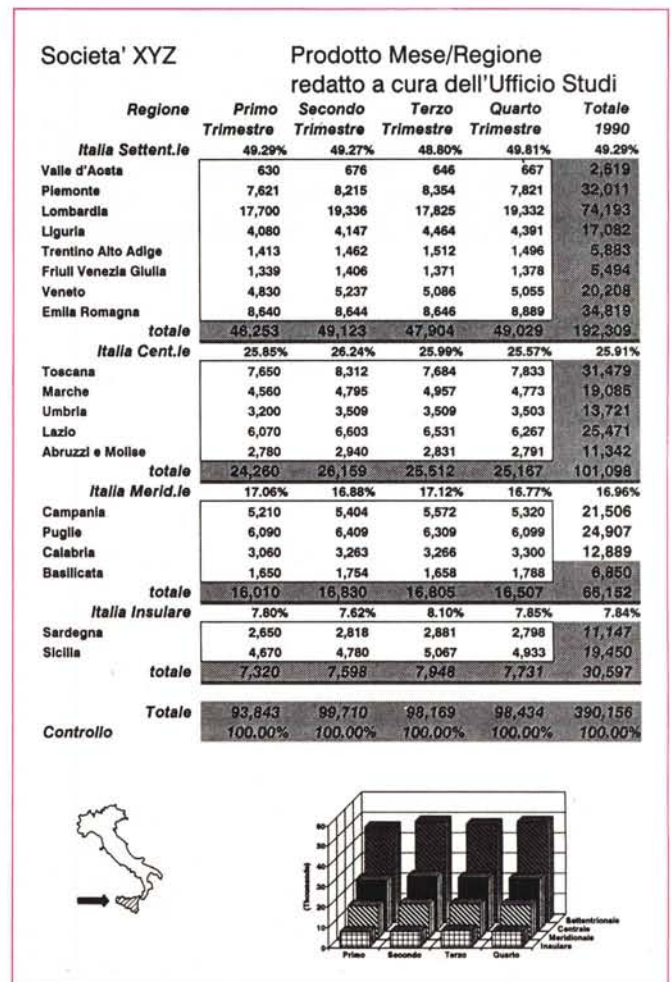 Societa' XYZ Prodotto Mese/Regione
redatto a cura dell'Ufficio Studi
Regione Primo Secondo Terzo Quarto Totale
Trimestre Trimestre Trimestre Trimestre 1990
Italia Settent.le 49.29% 49.27% 48.80% 49.81% 49.29%
Valle d'Aosta 630 676 646 667 2,619
Piemonte 7,621 8,215 8,354 7,821 32,011
Lombardia 17,700 19,336 17,825 19,332 74,193
Liguria 4,080 4,147 4,464 4,391 17,082
Trentino Alto Adige 1,413 1,462 1,512 1,496 5,883
Friuli Venezia Giulia 1,339 1,406 1,371 1,378 5,494
Veneto 4,830 5,237 5,086 5,055 20,208
Emilia Romagna 8,640 8,644 8,646 8,889 34,819
totale 46,253 49,123 47,904 49,029 192,309
Italia Cent.le 25.85% 26.24% 25.99% 25.57% 25.91%
Toscana 7,650 8,312 7,684 7,833 31,479
Marche 4,560 4,795 4,957 4,773 19,085
Umbria 3,200 3,509 3,509 3,503 13,721
Lazio 6,070 6,603 6,531 6,267 25,471
Abruzzi e Molise 2,780 2,940 2,831 2,791 11,342
totale 24,260 26,159 25,512 25,167 101,098
Italia Merid.le 17.06% 16.88% 17.12% 16.77% 16.96%
Campania 5,210 5,404 5,572 5,320 21,506
Puglie 6,090 6,409 6,309 6,099 24,907
Calabria 3,060 3,263 3,266 3,300 12,889
Basilicata 1,650 1,754 1,658 1,788 6,850
totale 16,010 16,830 16,805 16,507 66,152
Italia Insulare 7.80% 7.62% 8.10% 7.85% 7.84%
Sardegna 2,650 2,818 2,881 2,798 11,147
Sicilia 4,670 4,780 5,067 4,933 19,450
totale 7,320 7,598 7,948 7,731 30,597
Totale 93,843 99,710 98,169 98,434 390,156
Controllo 100.00% 100.00% 100.00% 100.00% 100.00%
(Thousands)
50
40
30
20
10
0
Primo Secondo Terzo Quarto
Settentrionale
Centrale
Meridionale
Insulare